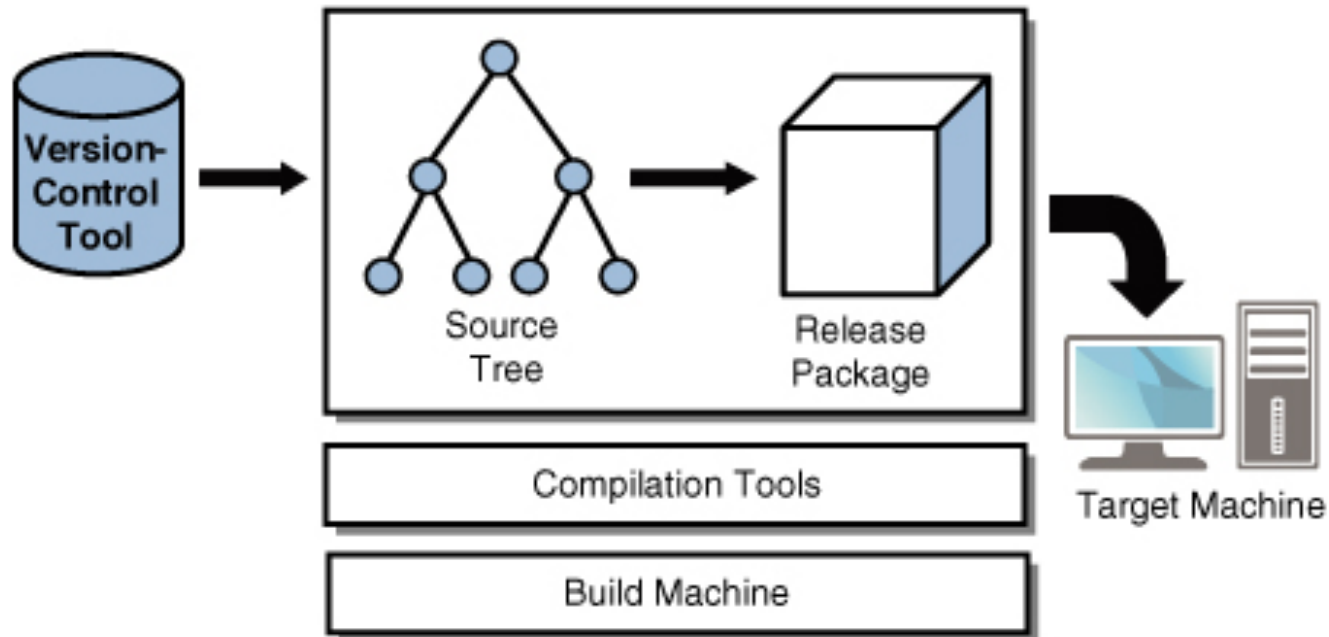 Version-
Control
Tool
Source
Tree
Release
Package
Compilation Tools
Target Machine
Build Machine